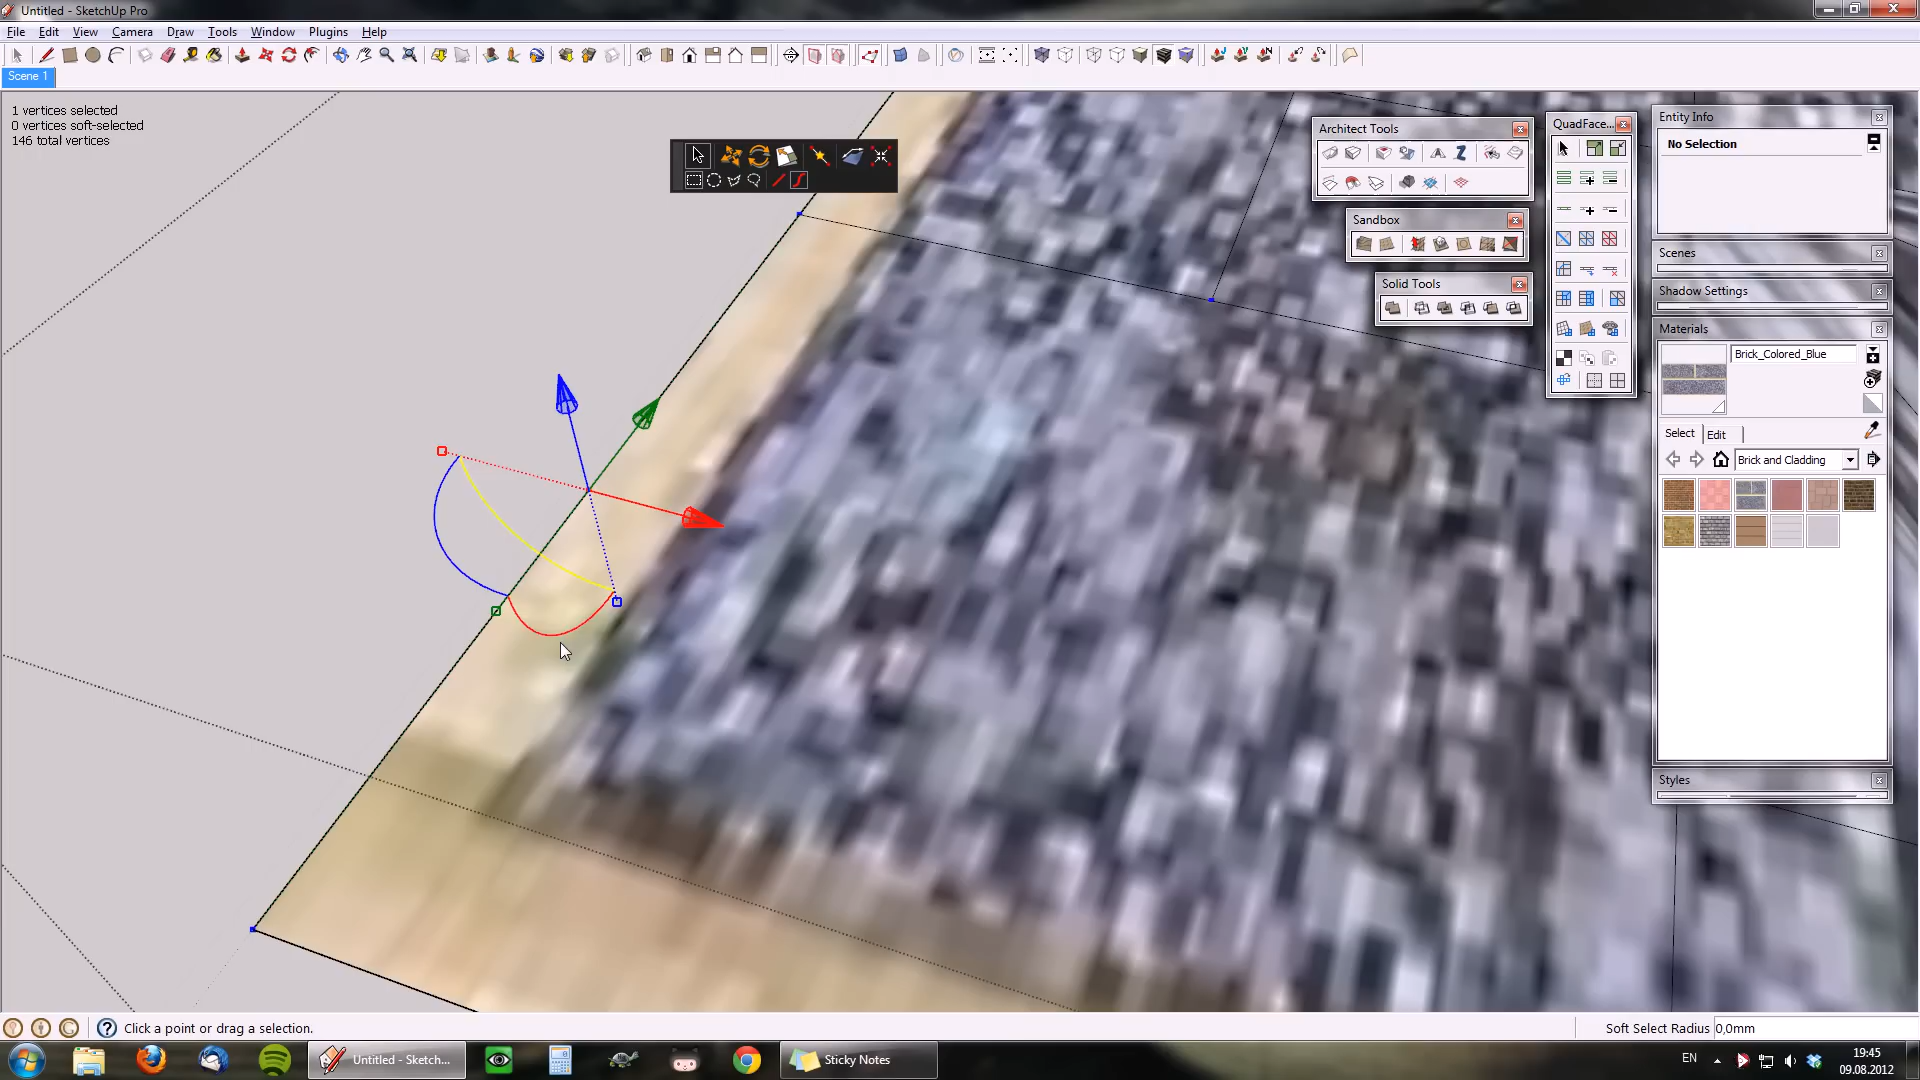 Untitled - SketchUp Pro
File Edit View Camera Draw Tools Window Plugins Help
Scene 1
1 vertices selected
0 vertices soft-selected
146 total vertices
Architect Tools
Sandbox
Solid Tools
QuadFace...
Entity Info
No Selection
Scenes
Shadow Settings
Materials
Brick_Colored_Blue
Select Edit
Brick and Cladding
Styles
Click a point or drag a selection.
Soft Select Radius 0,0mm
Untitled - Sketch...
Sticky Notes
EN
19:45
09.08.2012